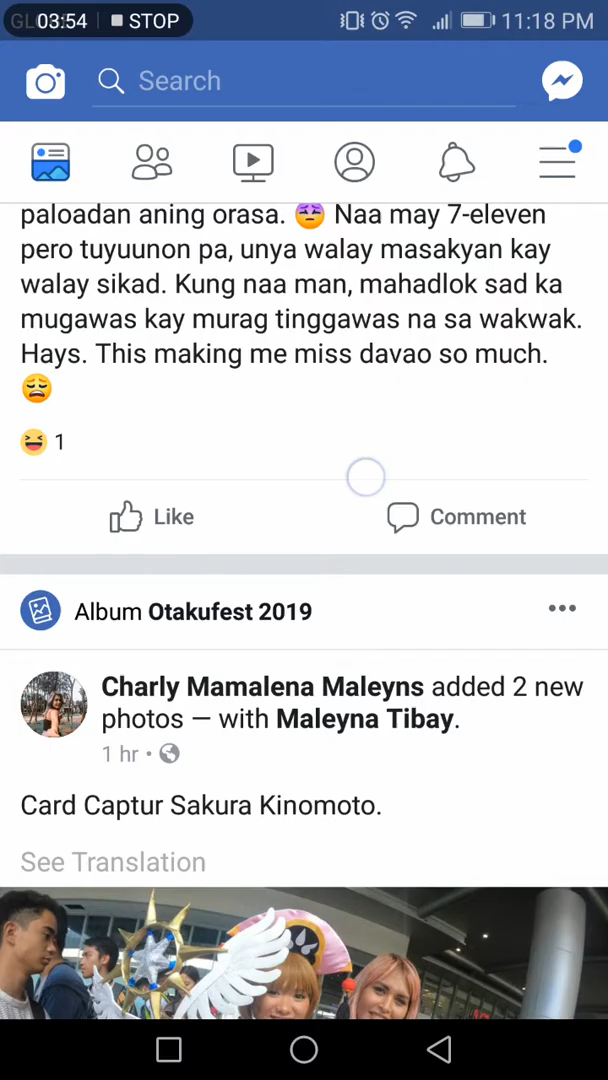 03:54 STOP 11:18 PM
Search
paloadan aning orasa. 😖 Naa may 7-eleven
pero tuyuunon pa, unya walay masakyan kay
walay sikad. Kung naa man, mahadlok sad ka
mugawas kay murag tinggawas na sa wakwak.
Hays. This making me miss davao so much.
😩
😆 1
Like Comment
Album Otakufest 2019
Charly Mamalena Maleyns added 2 new
photos — with Maleyna Tibay.
1 hr •
Card Captur Sakura Kinomoto.
See Translation